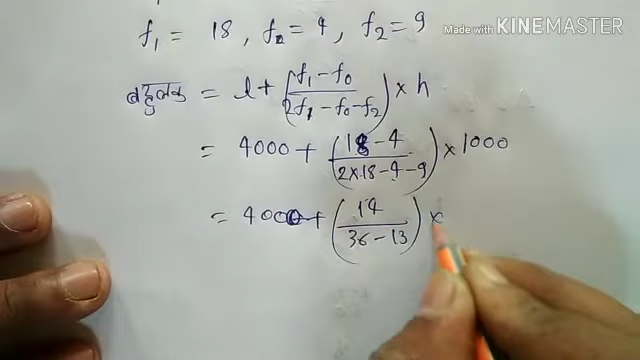 Made with KINEMASTER
f₁ = 18, f₀ = 4, f₂ = 9
बहुलक = l + (f₁ - f₀ / 2f₁ - f₀ - f₂) × h
= 4000 + (18 - 4 / 2×18 - 4 - 9) × 1000
= 4000 + (14 / 36 - 13) ×